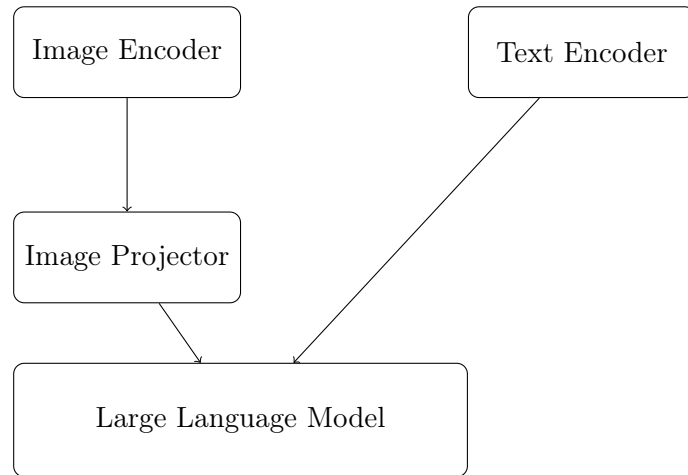 Image Encoder
Text Encoder
Image Projector
Large Language Model